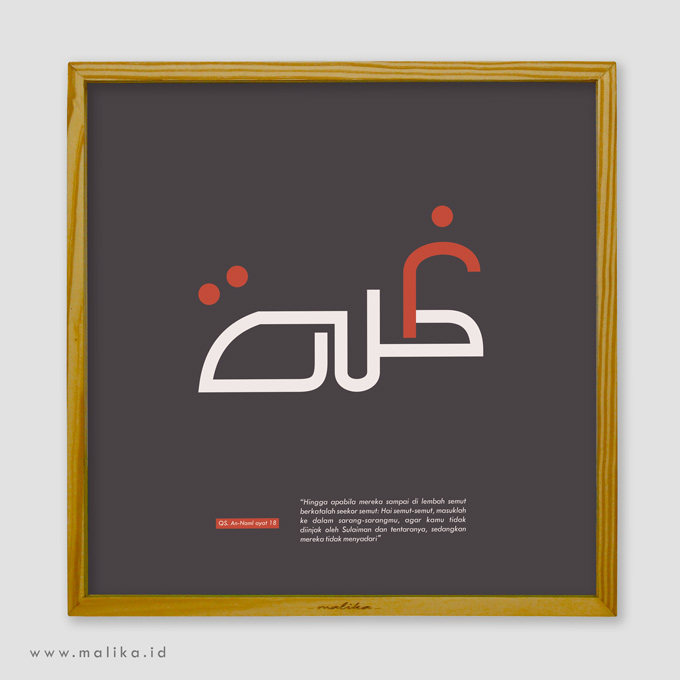 نملة
QS. An-Naml ayat 18
"Hingga apabila mereka sampai di lembah semut
berkatalah seekor semut: Hai semut-semut, masuklah
ke dalam sarang-sarangmu, agar kamu tidak
diinjak oleh Sulaiman dan tentaranya, sedangkan
mereka tidak menyadari"
malika
www.malika.id